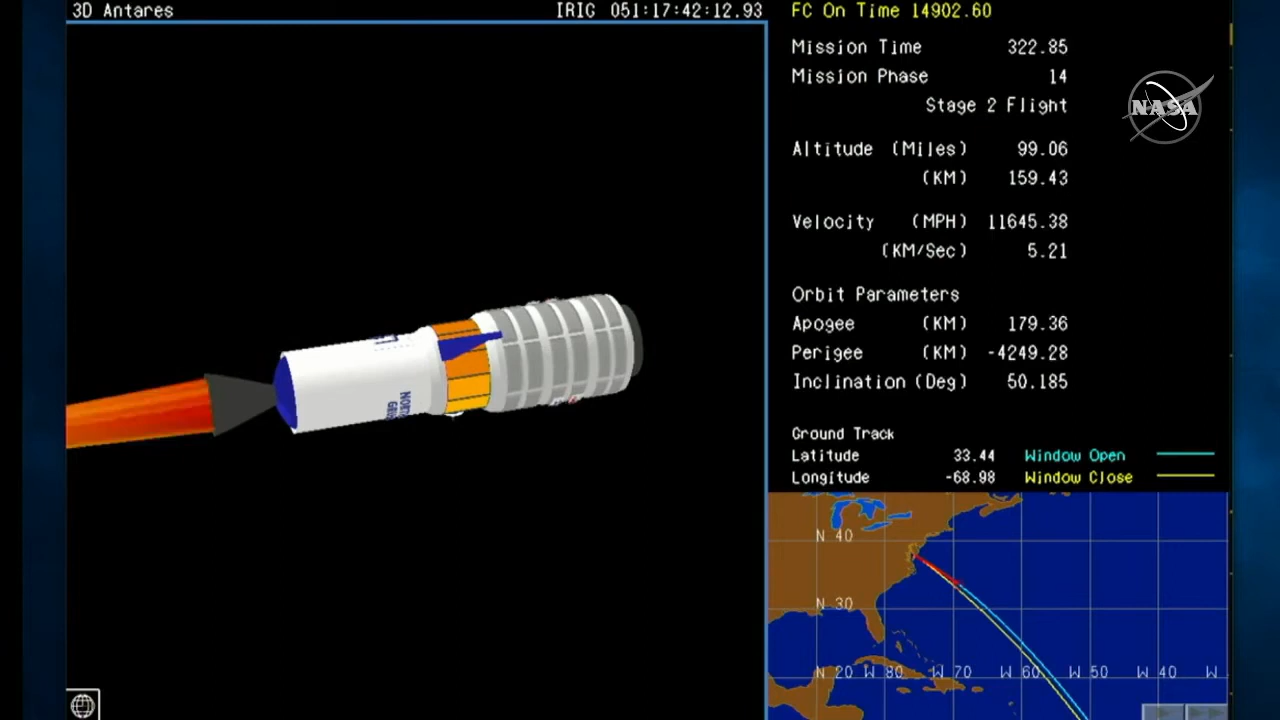 3D Antares IRIG 051:17:42:12.93
FC On Time 14902.60
Mission Time 322.85
Mission Phase 14
Stage 2 Flight
NASA
Altitude (Miles) 99.06
(KM) 159.43
Velocity (MPH) 11645.38
(KM/Sec) 5.21
Orbit Parameters
Apogee (KM) 179.36
Perigee (KM) -4249.28
Inclination (Deg) 50.185
Ground Track
Latitude 33.44 Window Open
Longitude -68.98 Window Close
N 40
N 30
N 20 W 80 W 70 W 60 W 50 W 40 W